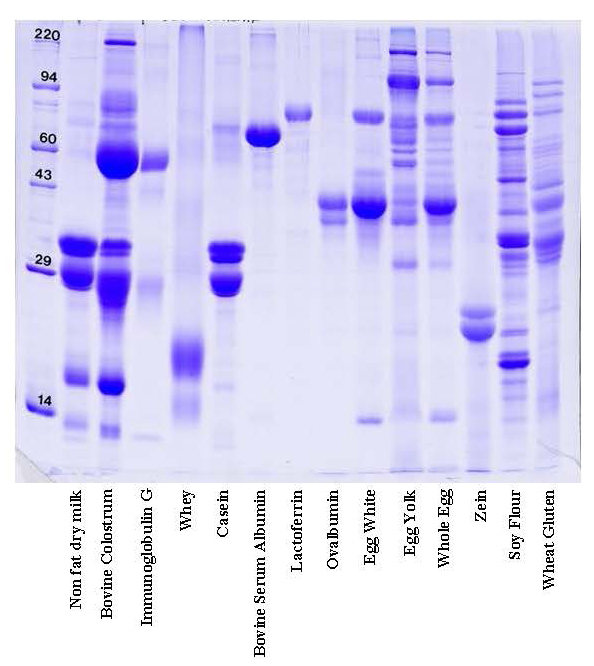 220
94
60
43
29
14
Non fat dry milk
Bovine Colostrum
Immunoglobulin G
Whey
Casein
Bovine Serum Albumin
Lactoferrin
Ovalbumin
Egg White
Egg Yolk
Whole Egg
Zein
Soy Flour
Wheat Gluten